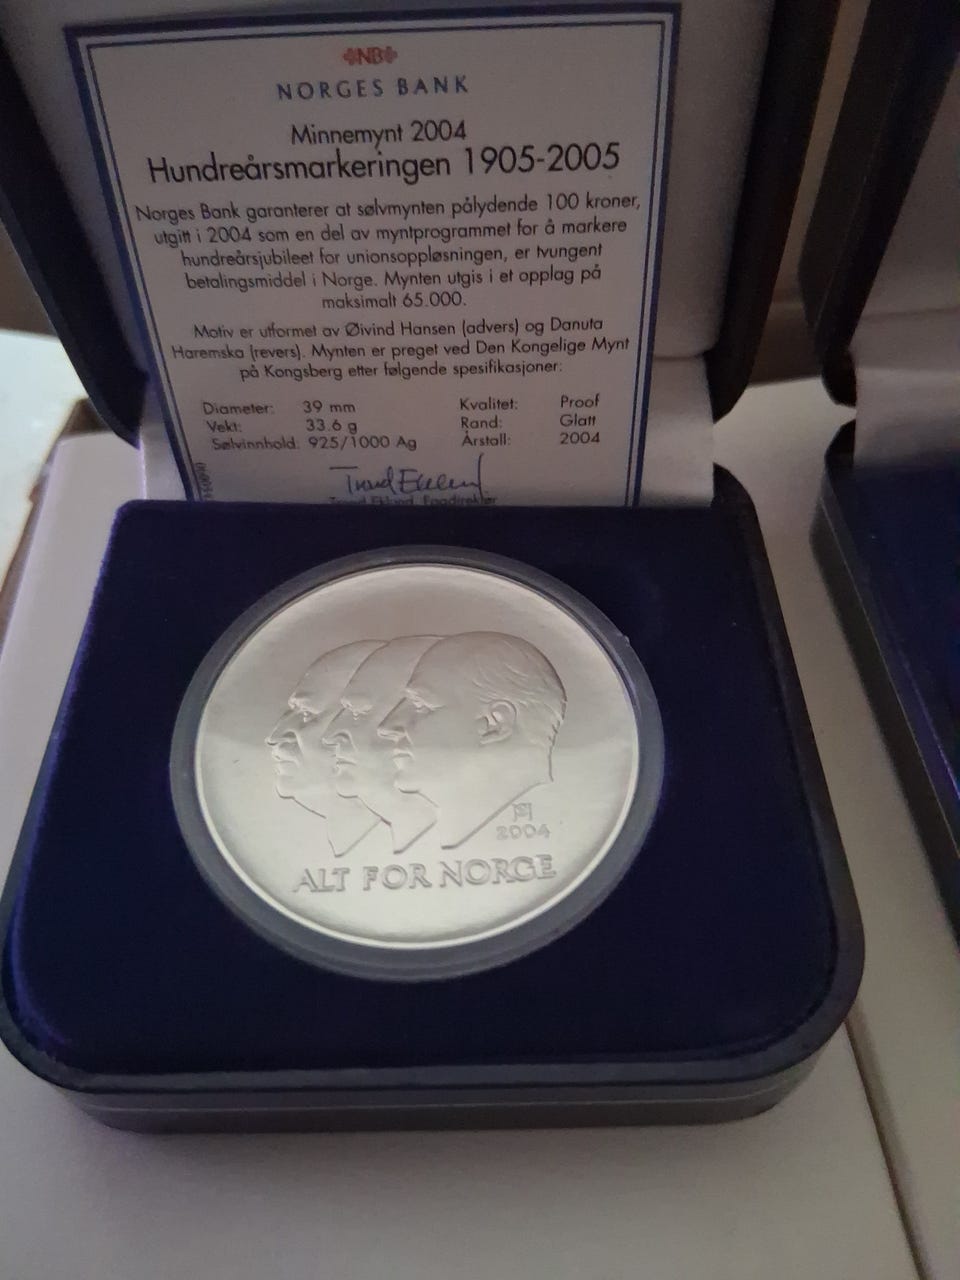 NB
NORGES BANK
Minnemynt 2004
Hundreårsmarkeringen 1905-2005
Norges Bank garanterer at sølvmynten pålydende 100 kroner,
utgitt i 2004 som en del av myntprogrammet for å markere
hundreårsjubileet for unionsoppløsningen, er tvungent
betalingsmiddel i Norge. Mynten utgis i et opplag på
maksimalt 65.000.
Motiv er utformet av Øivind Hansen (advers) og Danuta
Haremska (revers). Mynten er preget ved Den Kongelige Mynt
på Kongsberg etter følgende spesifikasjoner:
Diameter: 39 mm Kvalitet: Proof
Vekt: 33.6 g Rand: Glatt
Sølvinnhold: 925/1000 Ag Årstall: 2004
Trond Eklund, Fagdirektør
2004
ALT FOR NORGE